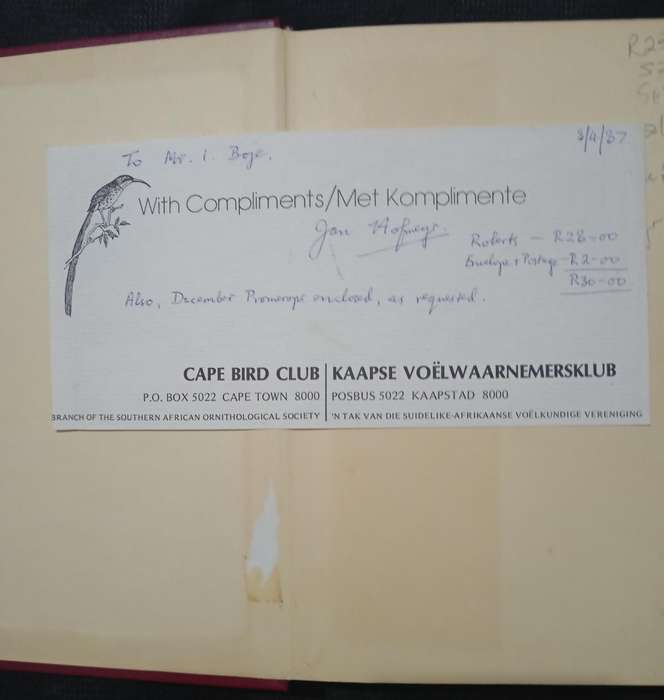 To Mr. I. Boje.
3/4/87
With Compliments/Met Komplimente
Jan Hofmeyr.
Roberts — R28-00
Envelope + Postage R2-00
R30-00
Also, December Promerops enclosed, as requested.
CAPE BIRD CLUB
P.O. BOX 5022 CAPE TOWN 8000
BRANCH OF THE SOUTHERN AFRICAN ORNITHOLOGICAL SOCIETY
KAAPSE VOËLWAARNEMERSKLUB
POSBUS 5022 KAAPSTAD 8000
'N TAK VAN DIE SUIDELIKE-AFRIKAANSE VOËLKUNDIGE VERENIGING